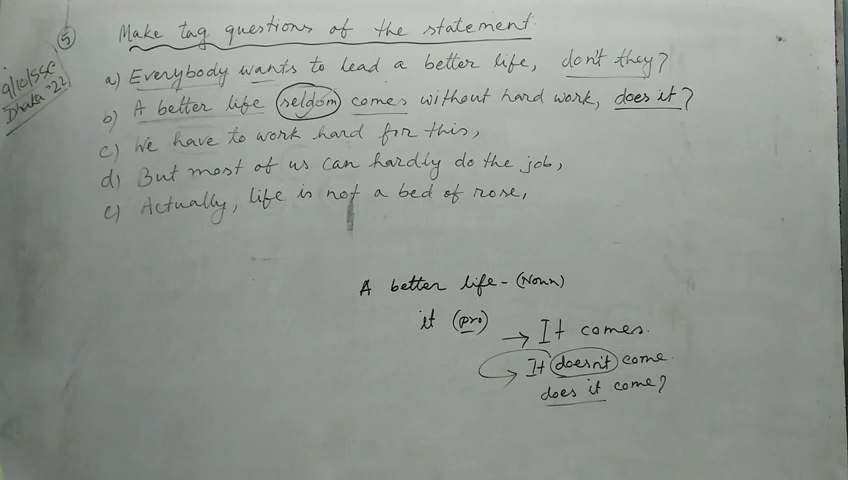 5
Make tag questions of the statement.
9/10/SSC
Dhaka-'22
a) Everybody wants to lead a better life, don't they?
b) A better life seldom comes without hard work, does it?
c) We have to work hard for this,
d) But most of us can hardly do the job,
e) Actually, life is not a bed of rose,
A better life - (Noun)
it (pro)
→ It comes.
→ It doesn't come.
does it come?